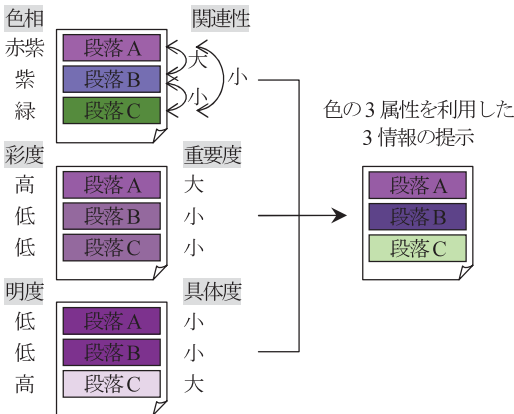 色相 関連性
赤紫 段落A
大
紫 段落B
小
小
緑 段落C
色の3属性を利用した
3情報の提示
彩度 重要度
高 段落A 大
低 段落B 小
低 段落C 小
段落A
段落B
段落C
明度 具体度
低 段落A 小
低 段落B 小
高 段落C 大